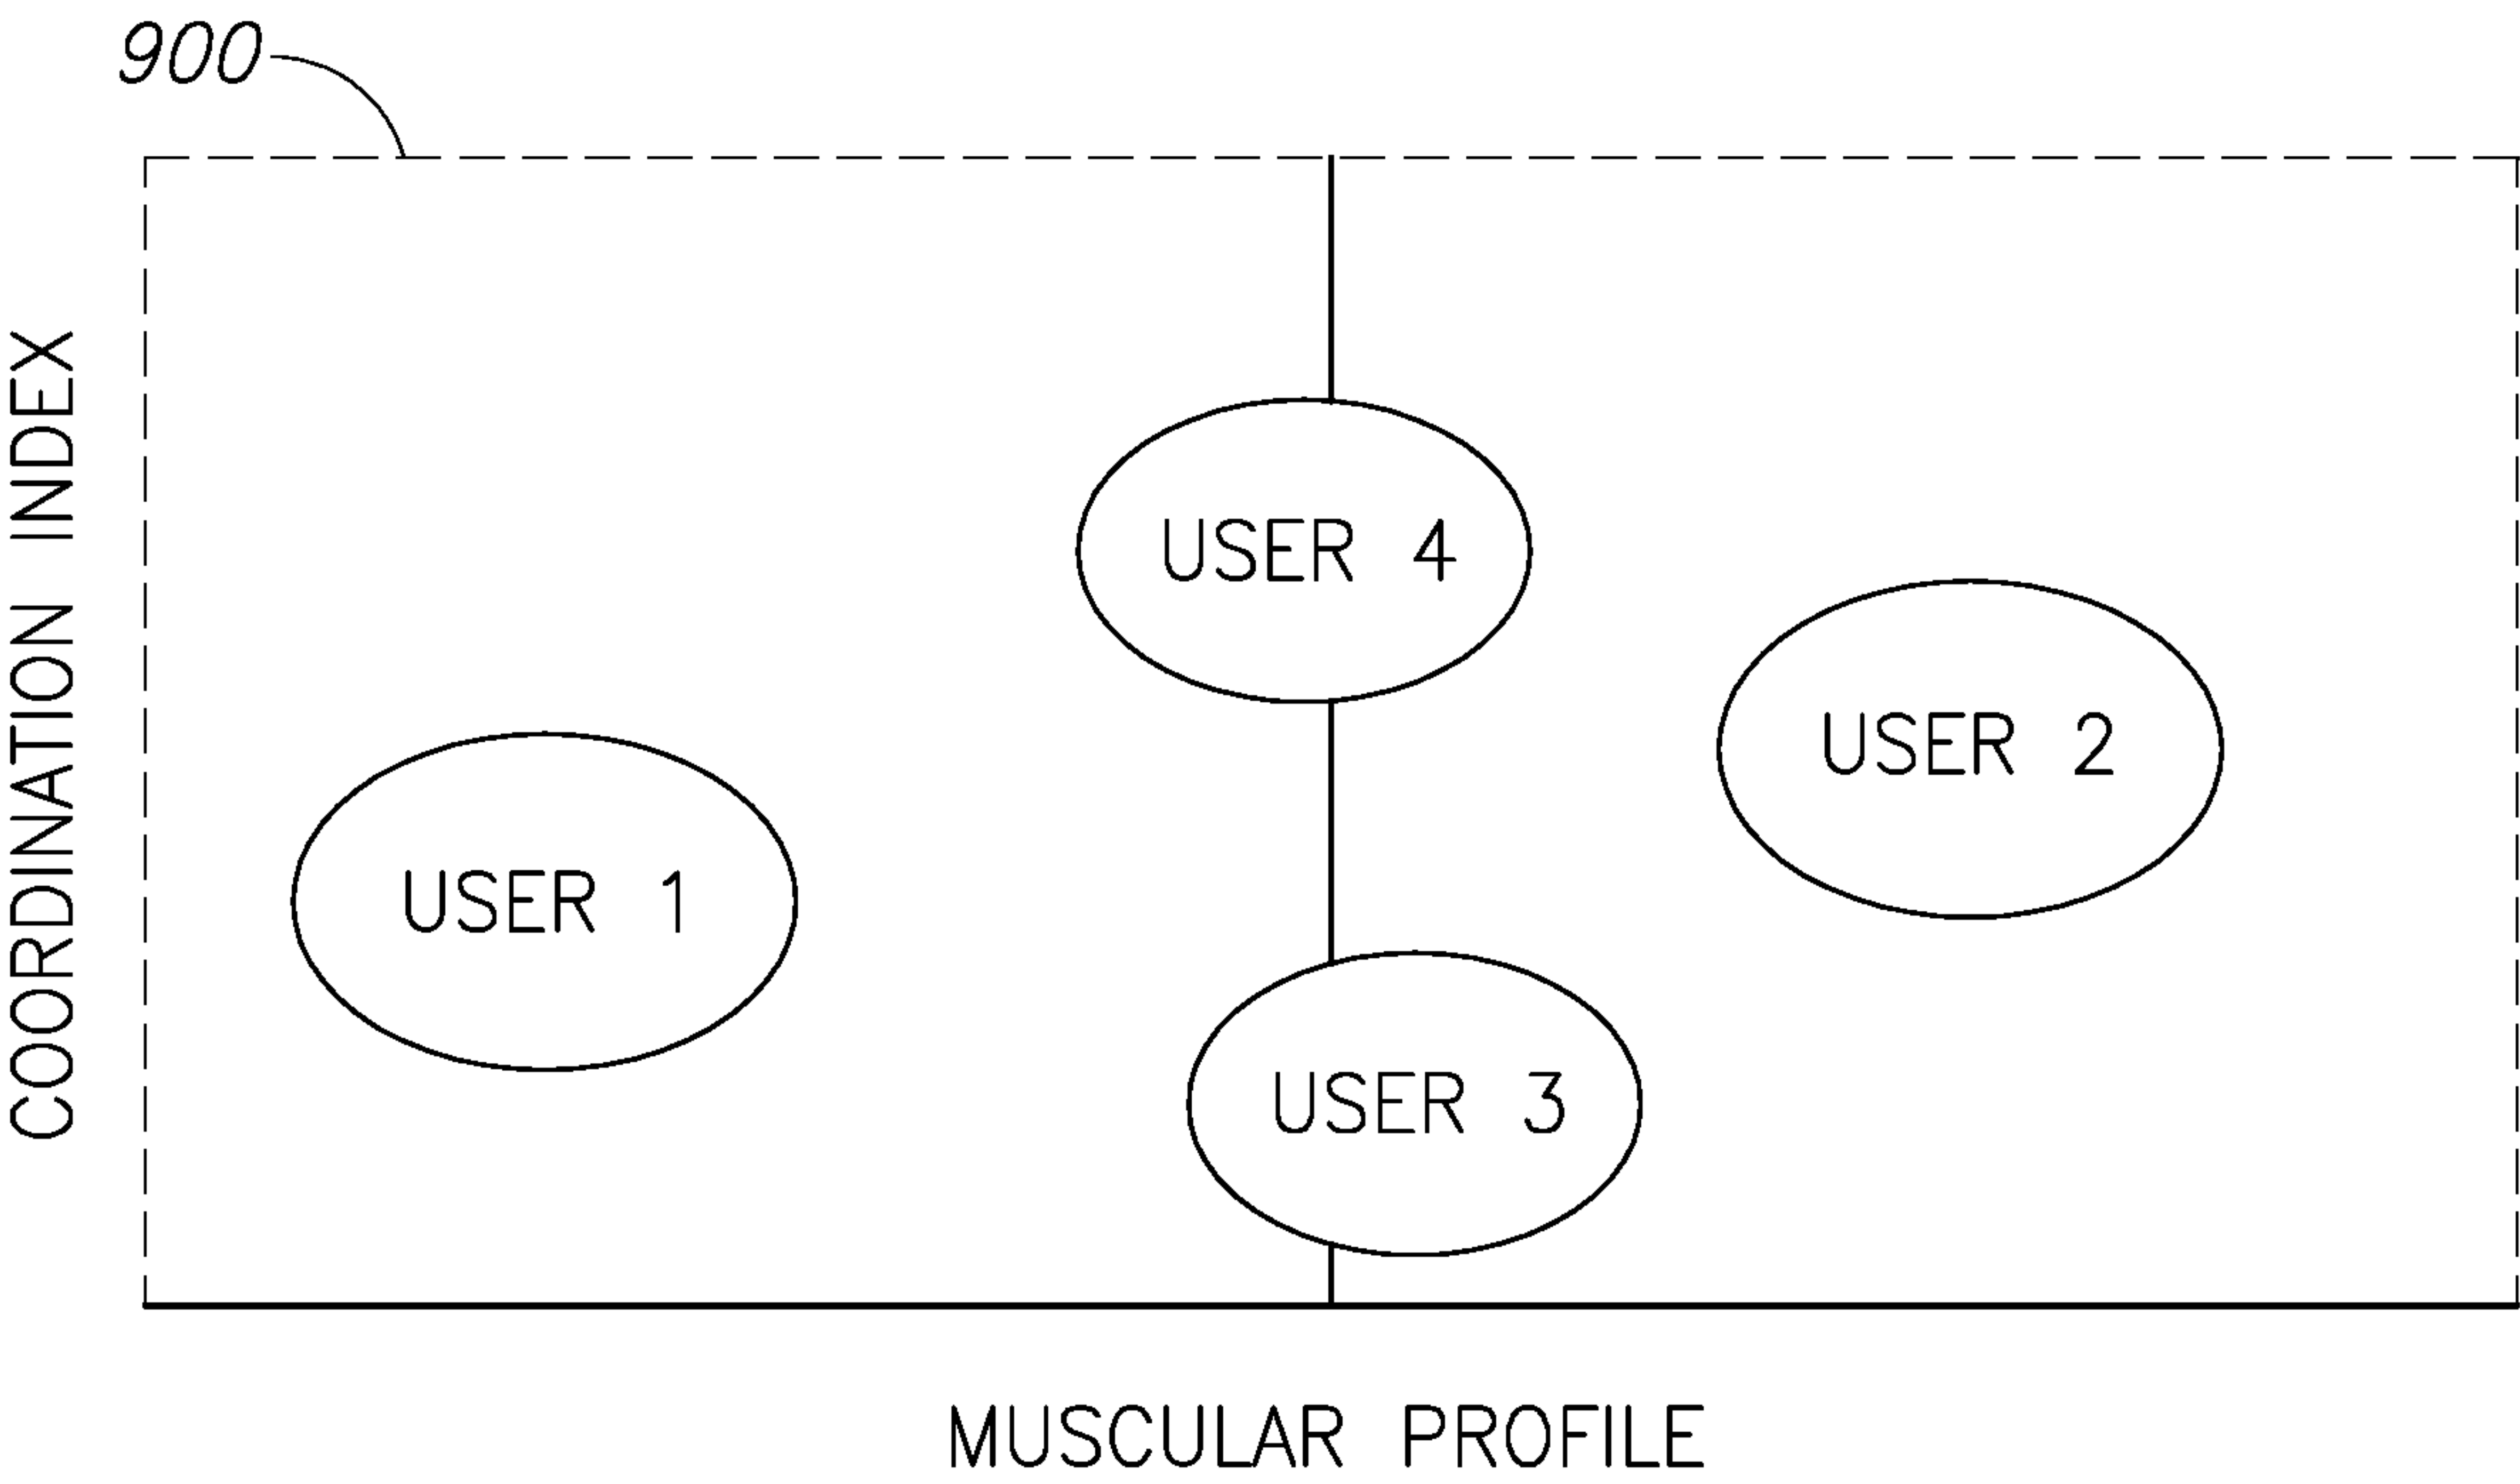 900
COORDINATION INDEX
USER 4
USER 2
USER 1
USER 3
MUSCULAR PROFILE